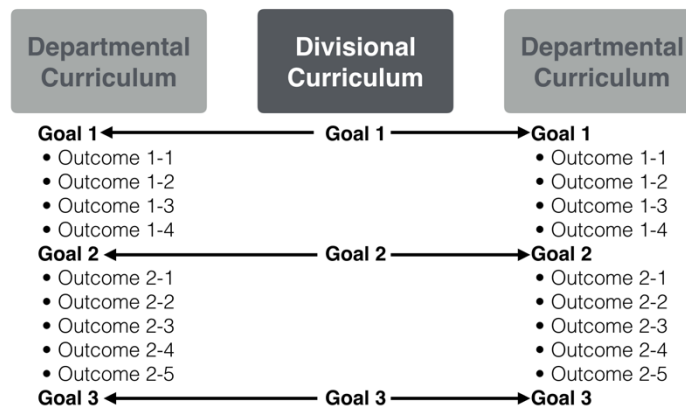 Departmental
Curriculum
Divisional
Curriculum
Departmental
Curriculum
Goal 1 Goal 1 Goal 1
• Outcome 1-1 • Outcome 1-1
• Outcome 1-2 • Outcome 1-2
• Outcome 1-3 • Outcome 1-3
• Outcome 1-4 • Outcome 1-4
Goal 2 Goal 2 Goal 2
• Outcome 2-1 • Outcome 2-1
• Outcome 2-2 • Outcome 2-2
• Outcome 2-3 • Outcome 2-3
• Outcome 2-4 • Outcome 2-4
• Outcome 2-5 • Outcome 2-5
Goal 3 Goal 3 Goal 3